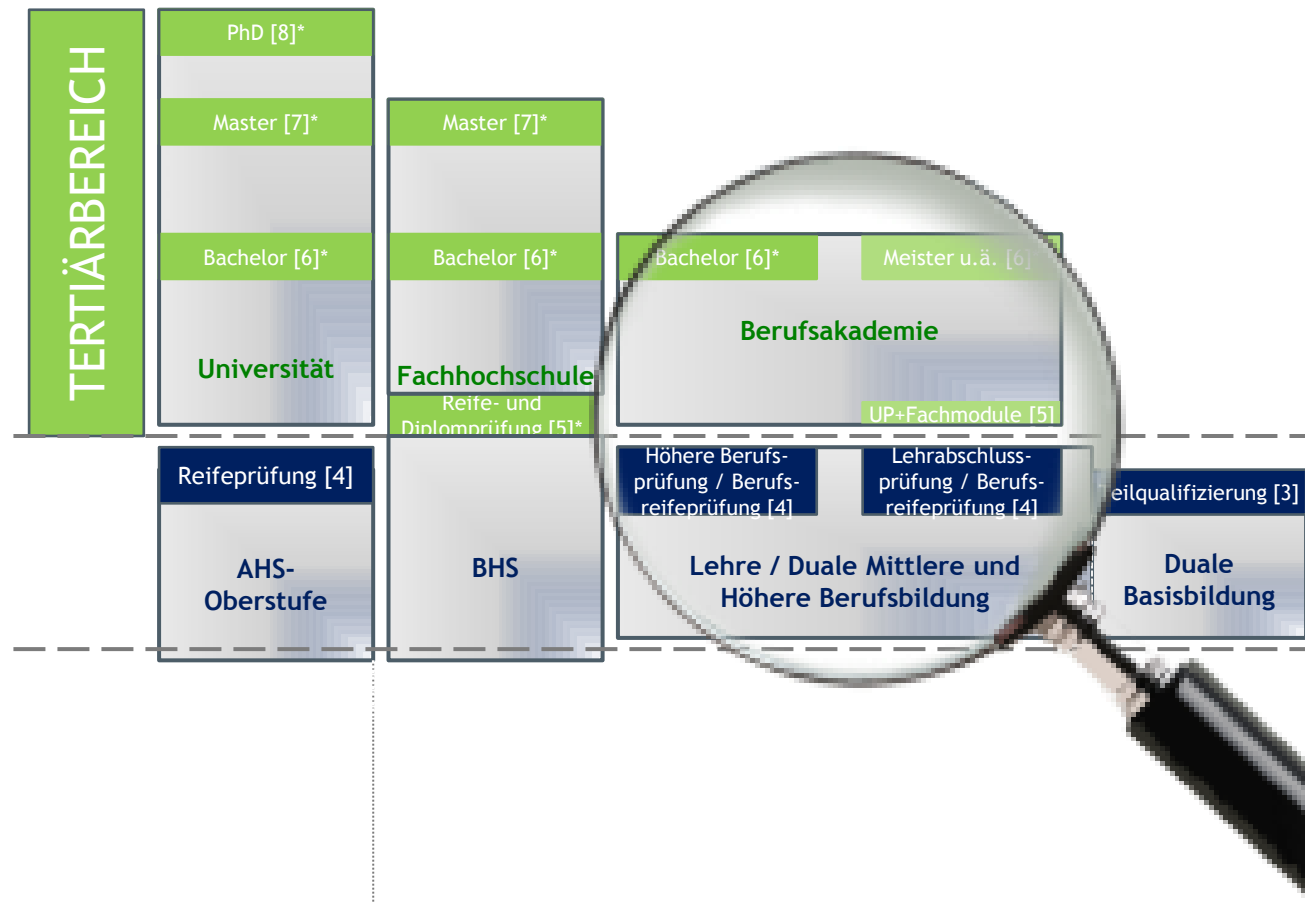 TERTIÄRBEREICH
PhD [8]*
Master [7]*
Bachelor [6]*
Universität
Master [7]*
Bachelor [6]*
Fachhochschule
Reife- und
Diplomprüfung [5]*
Bachelor [6]*
Meister u.ä. [6]*
Berufsakademie
UP+Fachmodule [5]
Reifeprüfung [4]
AHS-
Oberstufe
BHS
Höhere Berufs-
prüfung / Berufs-
reifeprüfung [4]
Lehrabschluss-
prüfung / Berufs-
reifeprüfung [4]
Lehre / Duale Mittlere und
Höhere Berufsbildung
eilqualifizierung [3]
Duale
Basisbildung